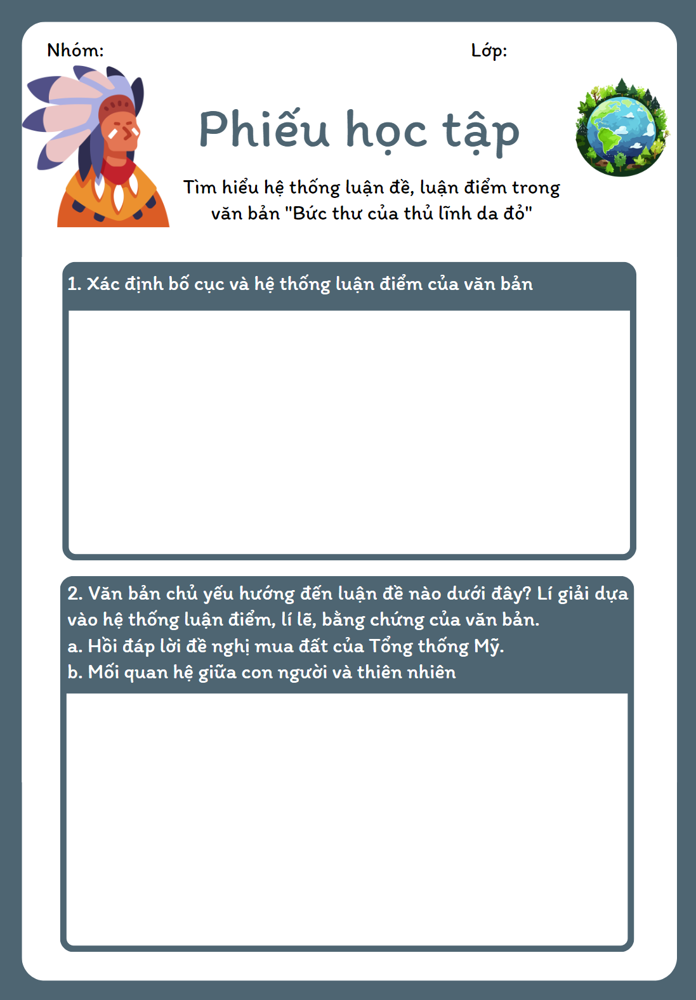 Nhóm:
Lớp:
Phiếu học tập
Tìm hiểu hệ thống luận đề, luận điểm trong
văn bản "Bức thư của thủ lĩnh da đỏ"
1. Xác định bố cục và hệ thống luận điểm của văn bản
2. Văn bản chủ yếu hướng đến luận đề nào dưới đây? Lí giải dựa
vào hệ thống luận điểm, lí lẽ, bằng chứng của văn bản.
a. Hồi đáp lời đề nghị mua đất của Tổng thống Mỹ.
b. Mối quan hệ giữa con người và thiên nhiên